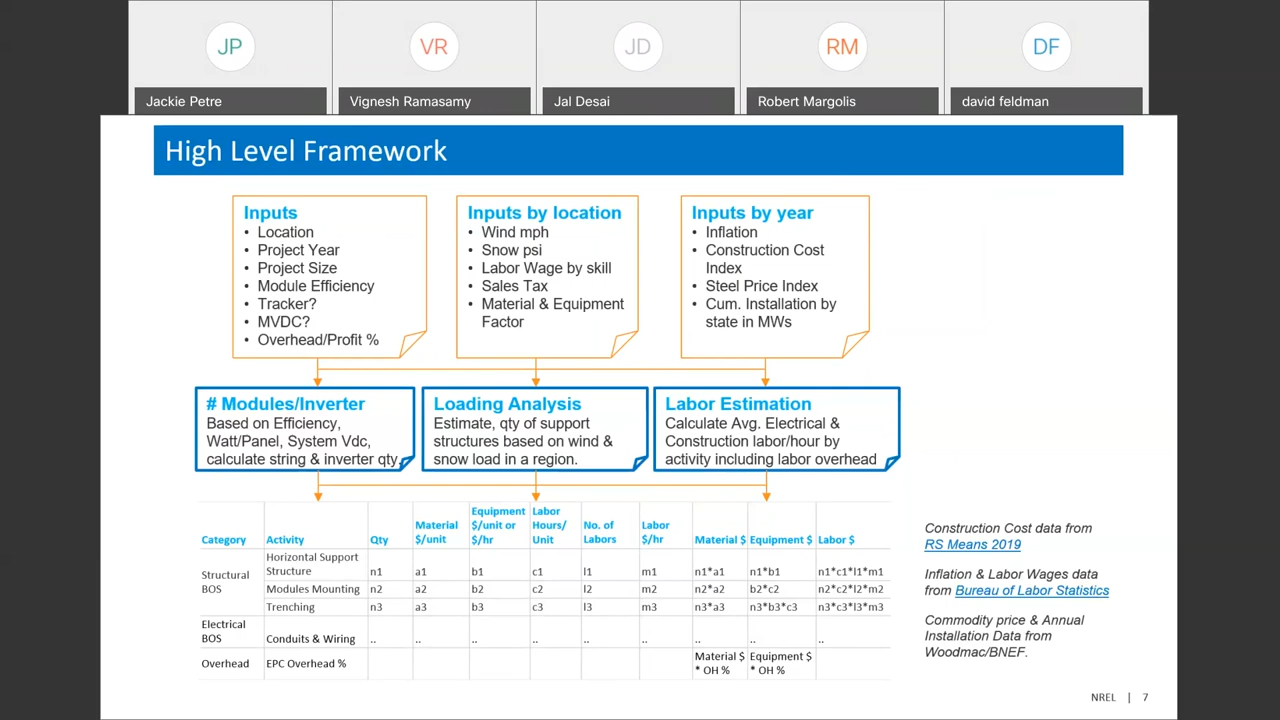 JP
VR
JD
RM
DF
Jackie Petre
Vignesh Ramasamy
Jal Desai
Robert Margolis
david feldman
High Level Framework
Inputs
• Location
• Project Year
• Project Size
• Module Efficiency
• Tracker?
• MVDC?
• Overhead/Profit %
Inputs by location
• Wind mph
• Snow psi
• Labor Wage by skill
• Sales Tax
• Material & Equipment
Factor
Inputs by year
• Inflation
• Construction Cost
Index
• Steel Price Index
• Cum. Installation by
state in MWs
# Modules/Inverter
Based on Efficiency,
Watt/Panel, System Vdc,
calculate string & inverter qty.
Loading Analysis
Estimate, qty of support
structures based on wind &
snow load in a region.
Labor Estimation
Calculate Avg. Electrical &
Construction labor/hour by
activity including labor overhead
Category Activity Qty Material $/unit Equipment $/unit or $/hr Labor Hours/ Unit No. of Labors Labor $/hr Material $ Equipment $ Labor $
Structural BOS
Horizontal Support Structure n1 a1 b1 c1 l1 m1 n1*a1 n1*b1 n1*c1*l1*m1
Modules Mounting n2 a2 b2 c2 l2 m2 n2*a2 b2*c2 n2*c2*l2*m2
Trenching n3 a3 b3 c3 l3 m3 n3*a3 n3*b3*c3 n3*c3*l3*m3
Electrical BOS Conduits & Wiring .. .. .. .. .. .. .. .. ..
Overhead EPC Overhead % Material $ * OH % Equipment $ * OH %
Construction Cost data from
RS Means 2019
Inflation & Labor Wages data
from Bureau of Labor Statistics
Commodity price & Annual
Installation Data from
Woodmac/BNEF.
NREL | 7